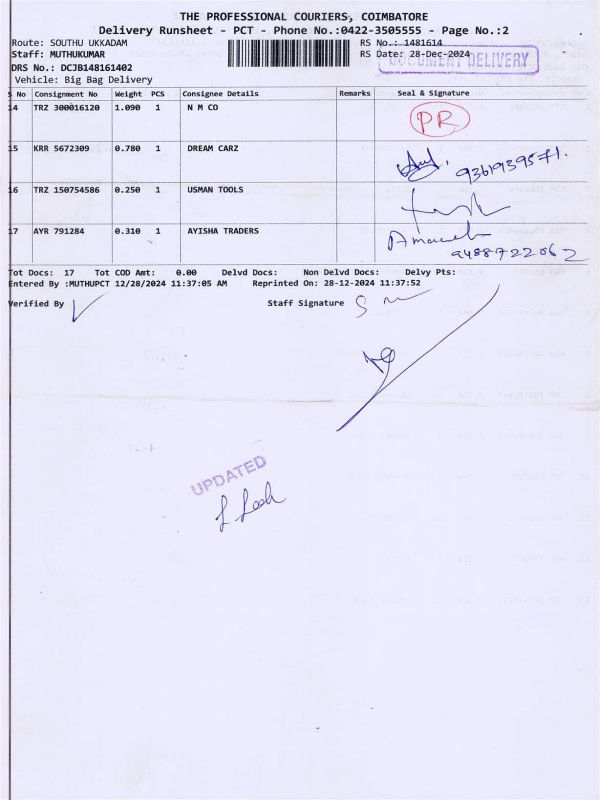 THE PROFESSIONAL COURIERS, COIMBATORE
Delivery Runsheet - PCT - Phone No.:0422-3505555 - Page No.:2
Route: SOUTHU UKKADAM RS No.: 1481614
Staff: MUTHUKUMAR RS Date: 28-Dec-2024
DOCUMENT DELIVERY
DRS No.: DCJB148161402
Vehicle: Big Bag Delivery
S No Consignment No Weight PCS Consignee Details Remarks Seal & Signature
4 TRZ 300016120 1.090 1 N M CO PR
5 KRR 5672309 0.780 1 DREAM CARZ 9361939571.
6 TRZ 150754586 0.250 1 USMAN TOOLS
7 AYR 791284 0.310 1 AYISHA TRADERS 9488722062
Tot Docs: 17 Tot COD Amt: 0.00 Delvd Docs: Non Delvd Docs: Delvy Pts:
Entered By :MUTHUPCT 12/28/2024 11:37:05 AM Reprinted On: 28-12-2024 11:37:52
Verified By Staff Signature
UPDATED